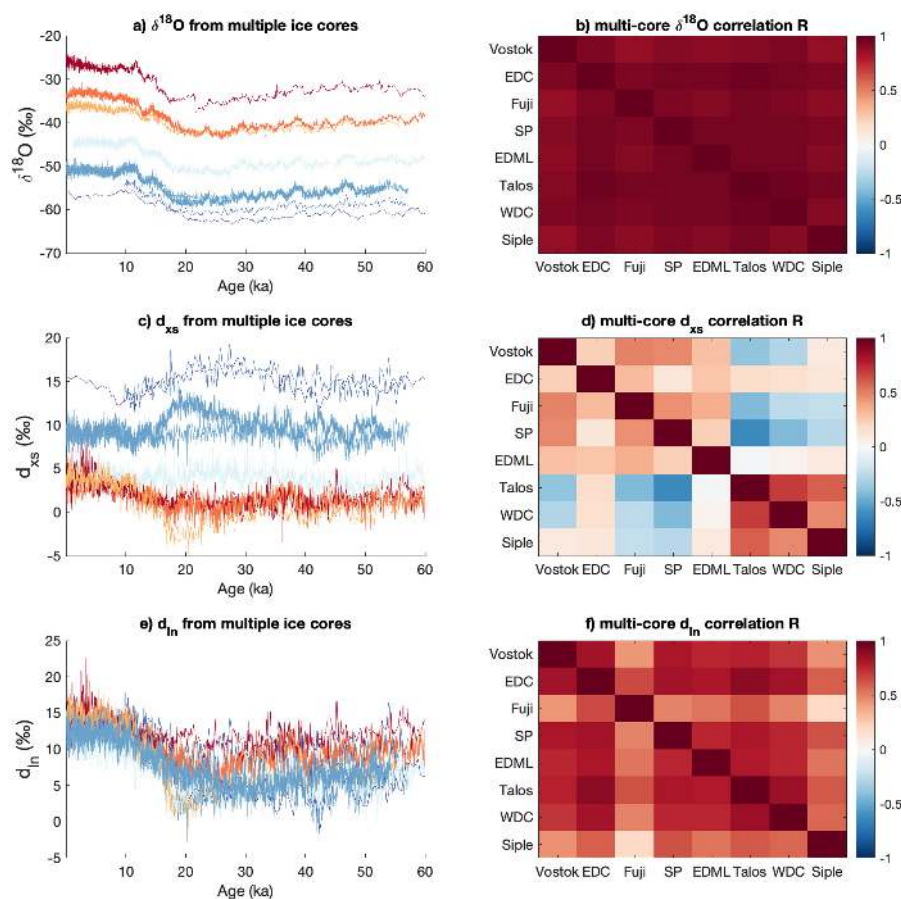 a) δ¹⁸O from multiple ice cores
-20
-30
-40
-50
-60
-70
δ¹⁸O (‰)
10 20 30 40 50 60
Age (ka)
b) multi-core δ¹⁸O correlation R
Vostok
EDC
Fuji
SP
EDML
Talos
WDC
Siple
Vostok EDC Fuji SP EDML Talos WDC Siple
1
0.5
0
-0.5
-1
c) dxs from multiple ice cores
20
15
10
5
0
-5
dxs (‰)
10 20 30 40 50 60
Age (ka)
d) multi-core dxs correlation R
Vostok
EDC
Fuji
SP
EDML
Talos
WDC
Siple
Vostok EDC Fuji SP EDML Talos WDC Siple
1
0.5
0
-0.5
-1
e) dln from multiple ice cores
25
20
15
10
5
0
-5
dln (‰)
10 20 30 40 50 60
Age (ka)
f) multi-core dln correlation R
Vostok
EDC
Fuji
SP
EDML
Talos
WDC
Siple
Vostok EDC Fuji SP EDML Talos WDC Siple
1
0.5
0
-0.5
-1